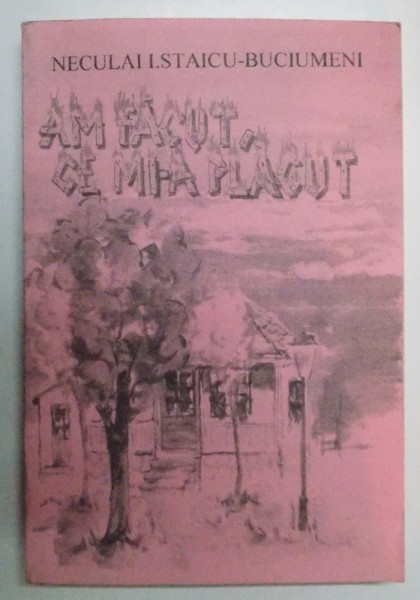 NECULAI I.STAICU-BUCIUMENI
AM FĂCUT,
CE MI-A PLĂCUT